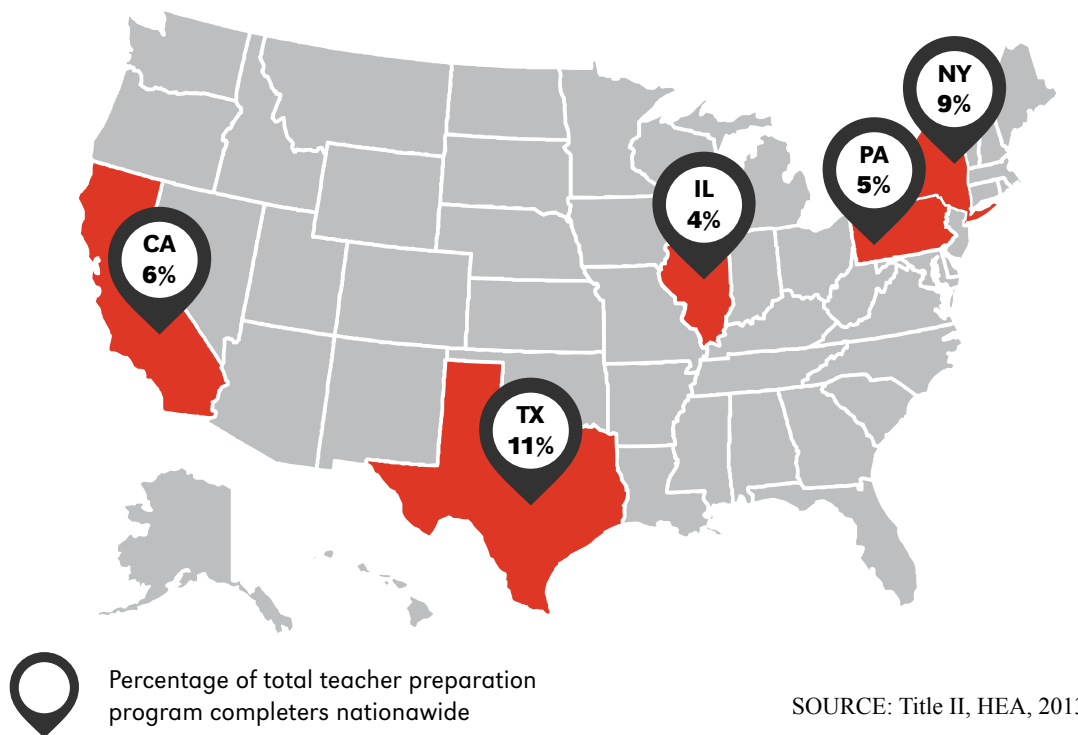 NY
9%
PA
5%
IL
4%
CA
6%
TX
11%
Percentage of total teacher preparation
program completers nationawide
SOURCE: Title II, HEA, 2013